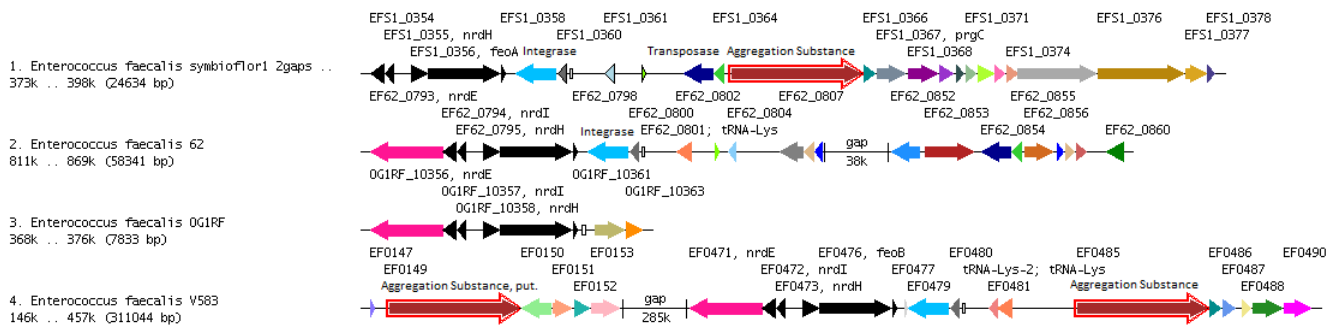 EFS1_0354 EFS1_0358 EFS1_0361 EFS1_0364 EFS1_0366 EFS1_0371 EFS1_0376 EFS1_0378
EFS1_0355, nrdH EFS1_0360 EFS1_0367, prgC EFS1_0377
EFS1_0356, feoA EFS1_0368 EFS1_0374
Integrase Transposase Aggregation Substance
1. Enterococcus faecalis symbioflor1 2gaps ..
373k .. 398k (24634 bp)
EF62_0793, nrdE EF62_0798 EF62_0802 EF62_0807 EF62_0852 EF62_0855
EF62_0794, nrdI EF62_0800 EF62_0804 EF62_0853 EF62_0856
EF62_0795, nrdH EF62_0801; tRNA-Lys EF62_0854 EF62_0860
Integrase
2. Enterococcus faecalis 62
811k .. 869k (58341 bp)
gap
38k
OG1RF_10356, nrdE OG1RF_10361
OG1RF_10357, nrdI OG1RF_10363
OG1RF_10358, nrdH
3. Enterococcus faecalis OG1RF
368k .. 376k (7833 bp)
EF0147 EF0150 EF0153 EF0471, nrdE EF0476, feoB EF0480 EF0485 EF0486 EF0490
EF0149 EF0151 EF0472, nrdI EF0477 tRNA-Lys-2; tRNA-Lys EF0487
Aggregation Substance, put. EF0152 EF0473, nrdH EF0479 EF0481 Aggregation Substance EF0488
4. Enterococcus faecalis V583
146k .. 457k (311044 bp)
gap
285k